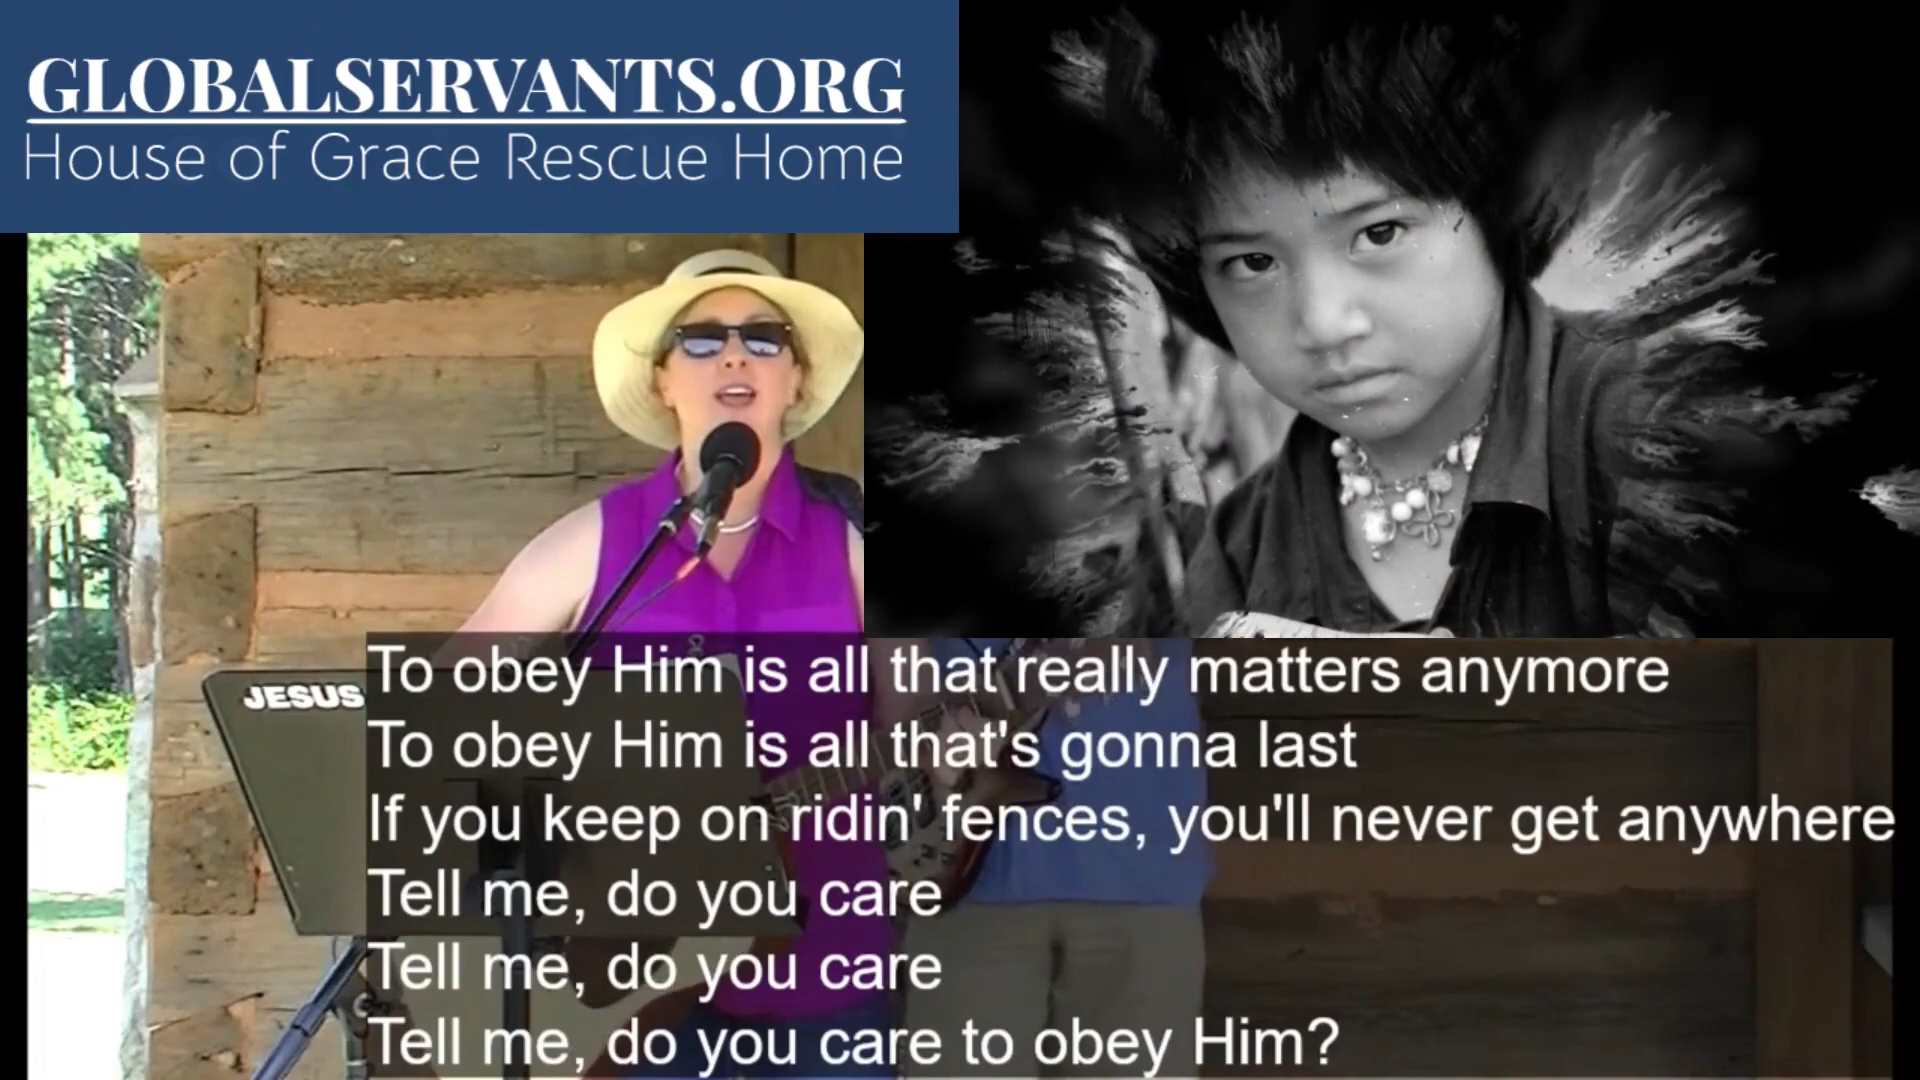 GLOBALSERVANTS.ORG
House of Grace Rescue Home
JESUS
To obey Him is all that really matters anymore
To obey Him is all that's gonna last
If you keep on ridin' fences, you'll never get anywhere
Tell me, do you care
Tell me, do you care
Tell me, do you care to obey Him?